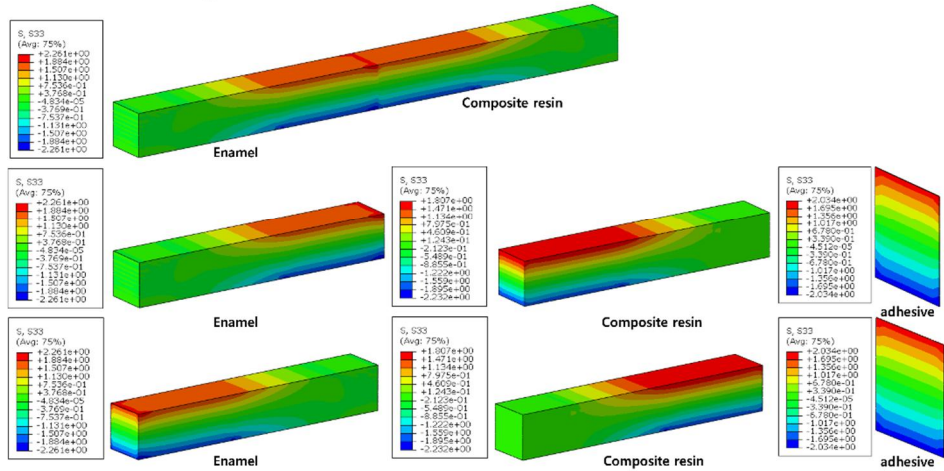 S, S33
(Avg: 75%)
+2.261e+00
+1.884e+00
+1.507e+00
+1.130e+00
+7.536e-01
+3.768e-01
-4.834e-05
-3.769e-01
-7.537e-01
-1.131e+00
-1.507e+00
-1.884e+00
-2.261e+00
Composite resin
Enamel
S, S33
(Avg: 75%)
+2.261e+00
+1.884e+00
+1.507e+00
+1.130e+00
+7.536e-01
+3.768e-01
-4.834e-05
-3.769e-01
-7.537e-01
-1.131e+00
-1.507e+00
-1.884e+00
-2.261e+00
Enamel
S, S33
(Avg: 75%)
+1.807e+00
+1.471e+00
+1.134e+00
+7.975e-01
+4.609e-01
+1.243e-01
-2.123e-01
-5.489e-01
-8.855e-01
-1.222e+00
-1.559e+00
-1.895e+00
-2.232e+00
Composite resin
S, S33
(Avg: 75%)
+2.034e+00
+1.695e+00
+1.356e+00
+1.017e+00
+6.780e-01
+3.390e-01
-4.512e-05
-3.390e-01
-6.780e-01
-1.017e+00
-1.356e+00
-1.695e+00
-2.034e+00
adhesive
S, S33
(Avg: 75%)
+2.261e+00
+1.884e+00
+1.507e+00
+1.130e+00
+7.536e-01
+3.768e-01
-4.834e-05
-3.769e-01
-7.537e-01
-1.131e+00
-1.507e+00
-1.884e+00
-2.261e+00
Enamel
S, S33
(Avg: 75%)
+1.807e+00
+1.471e+00
+1.134e+00
+7.975e-01
+4.609e-01
+1.243e-01
-2.123e-01
-5.489e-01
-8.855e-01
-1.222e+00
-1.559e+00
-1.895e+00
-2.232e+00
Composite resin
S, S33
(Avg: 75%)
+2.034e+00
+1.695e+00
+1.356e+00
+1.017e+00
+6.780e-01
+3.390e-01
-4.512e-05
-3.390e-01
-6.780e-01
-1.017e+00
-1.356e+00
-1.695e+00
-2.034e+00
adhesive